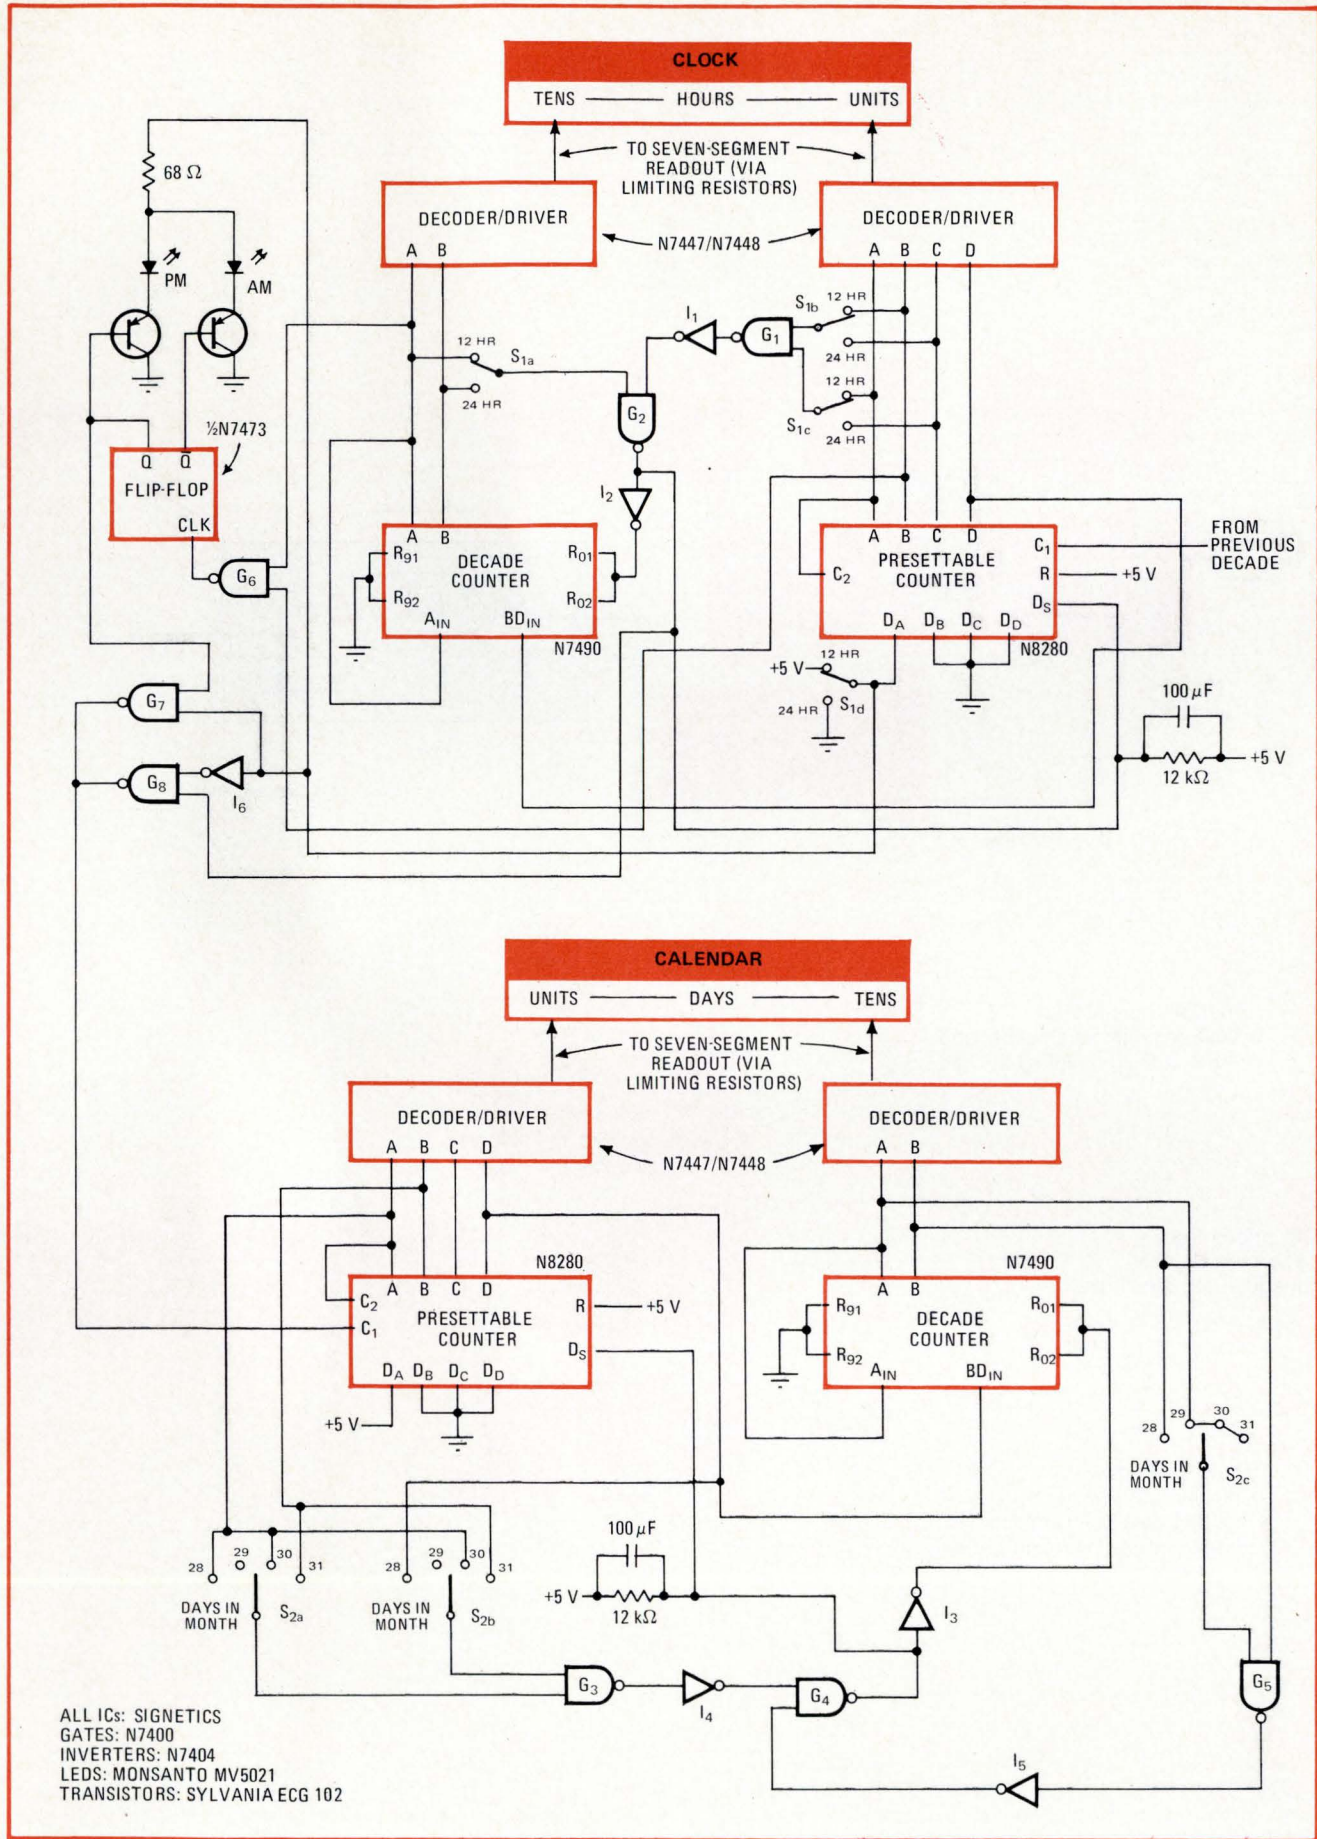 CLOCK
TENS HOURS UNITS
TO SEVEN-SEGMENT
READOUT (VIA
LIMITING RESISTORS)
68 Ω
DECODER/DRIVER
A B
N7447/N7448
DECODER/DRIVER
A B C D
PM
AM
I1
G1
S1b
12 HR
24 HR
12 HR
S1c
24 HR
12 HR
S1a
24 HR
G2
½N7473
Q Q̅
FLIP-FLOP
CLK
I2
G6
A B
R91
R92
DECADE
COUNTER
R01
R02
AIN
BDIN
N7490
A B C D
PRESETTABLE
COUNTER
C2
C1
R
DS
DA DB DC DD
N8280
FROM
PREVIOUS
DECADE
+5 V
+5 V
12 HR
24 HR
S1d
100 µF
12 kΩ
+5 V
G7
G8
I6
CALENDAR
UNITS DAYS TENS
TO SEVEN-SEGMENT
READOUT (VIA
LIMITING RESISTORS)
DECODER/DRIVER
A B C D
N7447/N7448
DECODER/DRIVER
A B
N8280
A B C D
C2
C1
PRESETTABLE
COUNTER
R
DS
+5 V
DA DB DC DD
+5 V
N7490
A B
R91
R92
DECADE
COUNTER
R01
R02
AIN
BDIN
28 29 30 31
DAYS IN
MONTH
S2c
28 29 30 31
DAYS IN
MONTH
S2a
28 29 30 31
DAYS IN
MONTH
S2b
100 µF
+5 V
12 kΩ
I3
G3
I4
G4
G5
I5
ALL ICs: SIGNETICS
GATES: N7400
INVERTERS: N7404
LEDS: MONSANTO MV5021
TRANSISTORS: SYLVANIA ECG 102